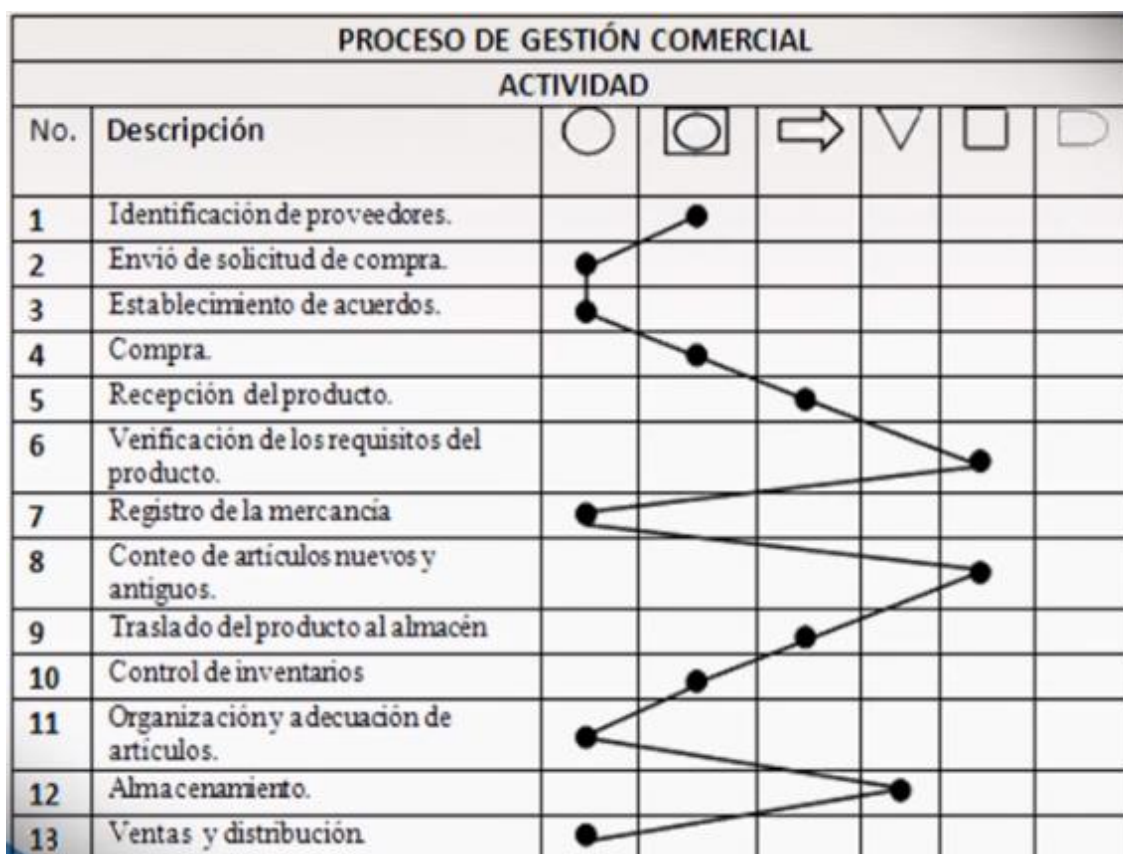 PROCESO DE GESTIÓN COMERCIAL
ACTIVIDAD
No. Descripción
1 Identificación de proveedores.
2 Envió de solicitud de compra.
3 Establecimiento de acuerdos.
4 Compra.
5 Recepción del producto.
6 Verificación de los requisitos del
producto.
7 Registro de la mercancía
8 Conteo de artículos nuevos y
antiguos.
9 Traslado del producto al almacén
10 Control de inventarios
11 Organización y adecuación de
artículos.
12 Almacenamiento.
13 Ventas y distribución.